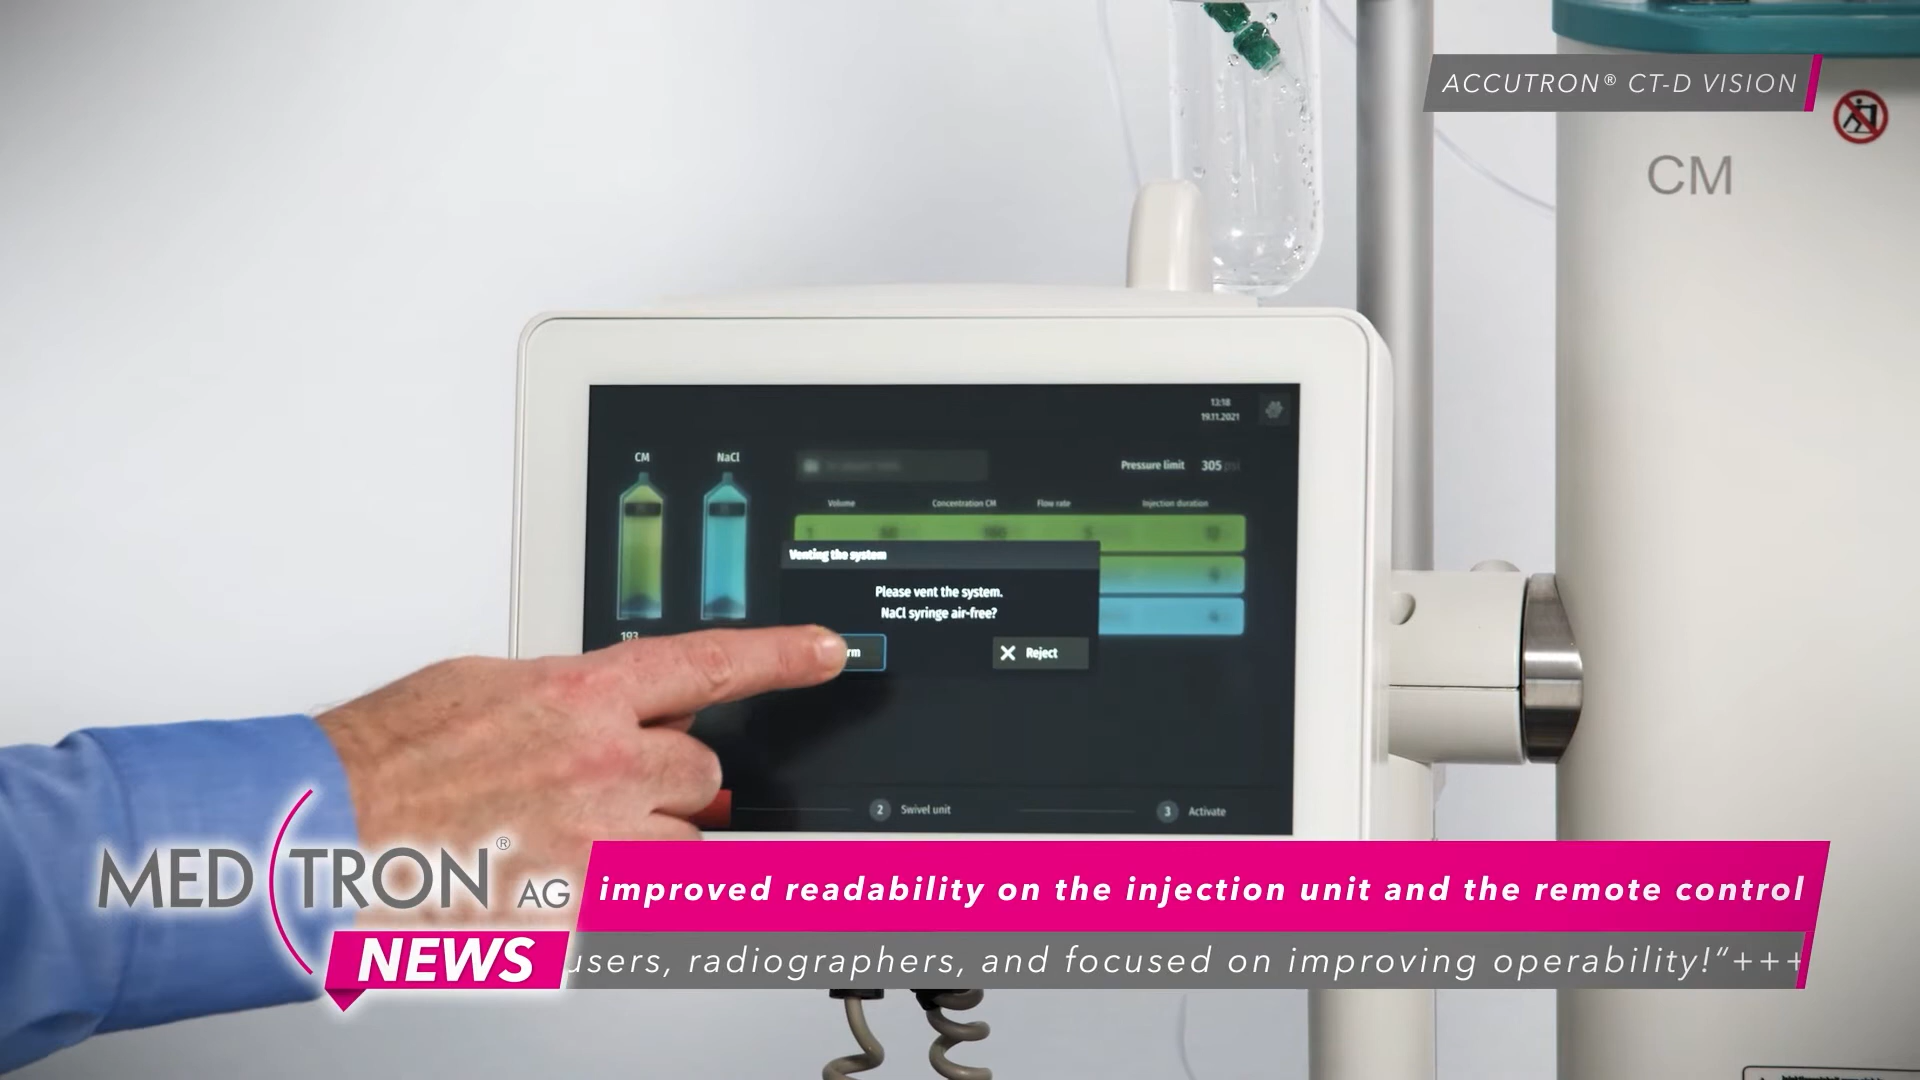 ACCUTRON® CT-D VISION
CM
13:18
19.11.2021
CM
NaCl
Pressure limit 305
Volume Concentration CM Flow rate Injection duration
Venting the system
Please vent the system.
NaCl syringe air-free?
rm
Reject
193
2 Swivel unit
3 Activate
MEDTRON® AG
improved readability on the injection unit and the remote control
NEWS
users, radiographers, and focused on improving operability!“+++